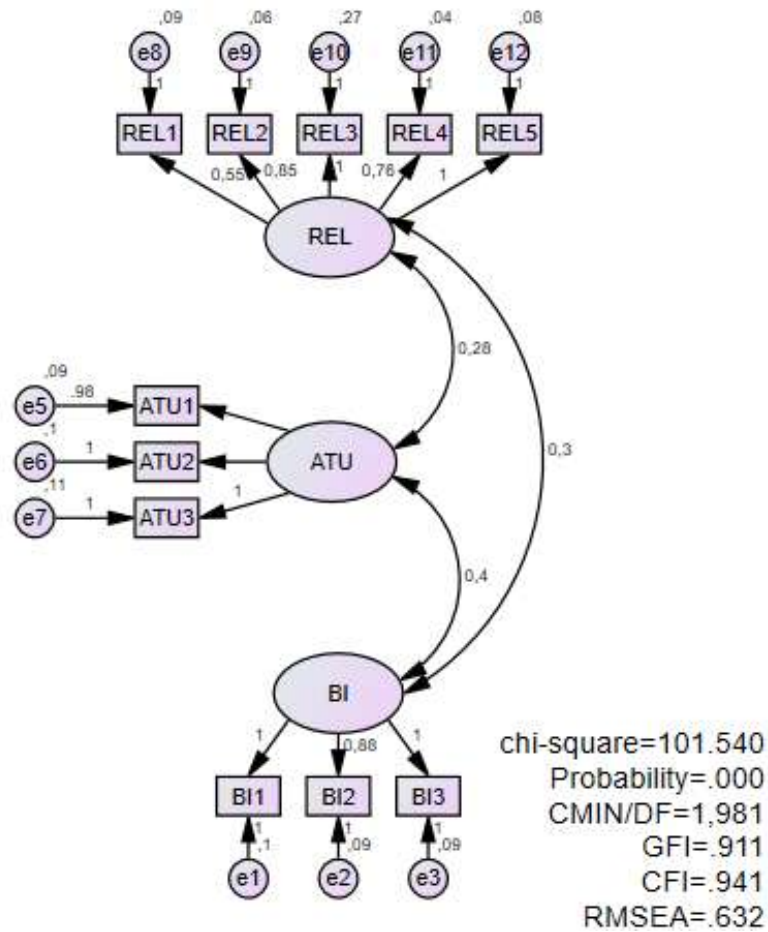 ,09 ,06 ,27 ,04 ,08
e8 e9 e10 e11 e12
1 1 1 1 1
REL1 REL2 REL3 REL4 REL5
0,55 0,85 1 0,76 1
REL
0,28
,09
e5 .98 ATU1
,1
e6 1 ATU2
ATU
,11
e7 1 ATU3 1
0,3
0,4
BI
1 0,88 1
BI1 BI2 BI3
1 1 1
,1 ,09 ,09
e1 e2 e3
chi-square=101.540
Probability=.000
CMIN/DF=1,981
GFI=.911
CFI=.941
RMSEA=.632